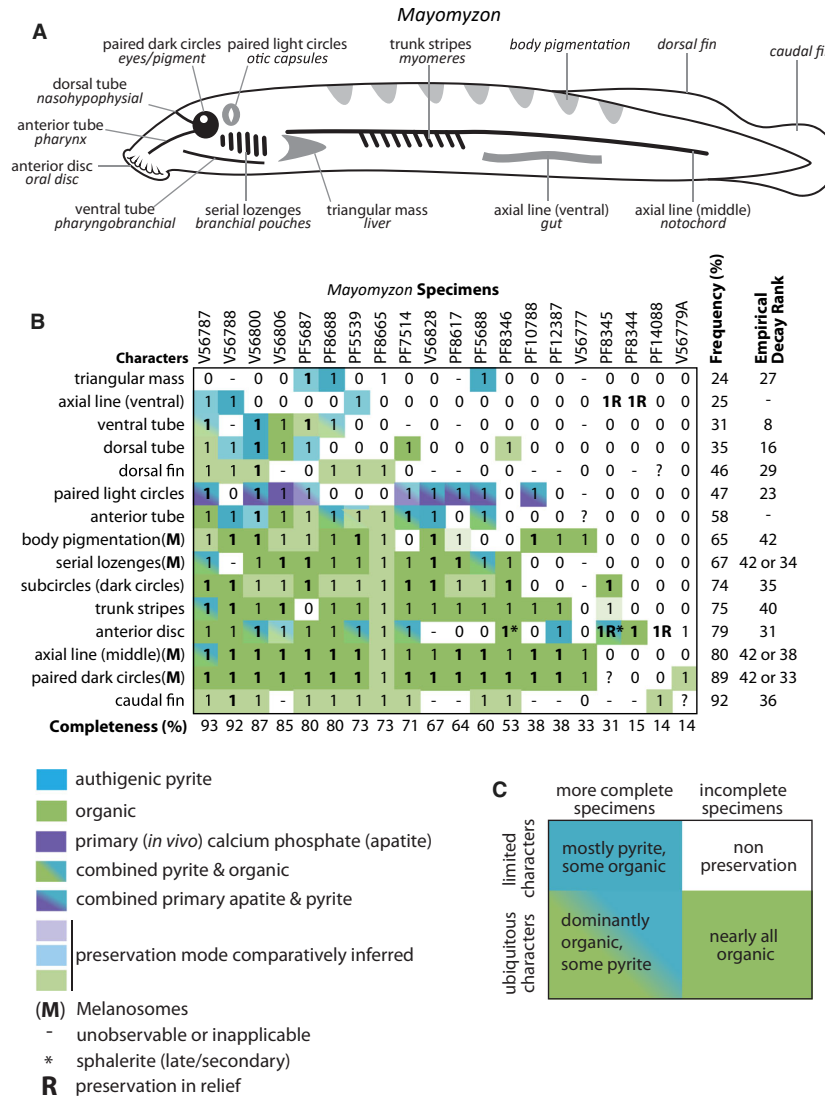 Mayomyzon
A
paired dark circles
eyes/pigment
paired light circles
otic capsules
trunk stripes
myomeres
body pigmentation
dorsal fin
caudal fi
dorsal tube
nasohypophysial
anterior tube
pharynx
anterior disc
oral disc
ventral tube
pharyngobranchial
serial lozenges
branchial pouches
triangular mass
liver
axial line (ventral)
gut
axial line (middle)
notochord
B
Mayomyzon Specimens
Characters V56787 V56788 V56800 V56806 PF5687 PF8688 PF5539 PF8665 PF7514 V56828 PF8617 PF5688 PF8346 PF10788 PF12387 V56777 PF8345 PF8344 PF14088 V56779A Frequency (%) Empirical Decay Rank
triangular mass 0 - 0 0 1 1 0 1 0 0 - 1 0 0 0 - 0 0 0 0 24 27
axial line (ventral) 1 1 0 0 0 0 1 0 0 0 0 0 0 0 0 0 1R 1R 0 0 25 -
ventral tube 1 - 1 1 1 1 0 0 0 0 0 0 0 0 0 - 0 0 0 0 31 8
dorsal tube 1 1 1 1 1 0 0 0 1 0 0 0 1 0 0 0 0 0 0 0 35 16
dorsal fin 1 1 1 - 0 1 1 1 0 - - - 0 - - 0 - - ? 0 46 29
paired light circles 1 0 1 1 1 0 0 0 1 1 1 1 0 1 0 - 0 0 0 0 47 23
anterior tube 1 1 1 1 1 1 1 1 1 1 0 1 0 0 0 ? 0 0 0 0 58 -
body pigmentation(M) 1 1 1 1 1 1 1 1 0 1 1 0 0 1 1 1 0 0 0 0 65 42
serial lozenges(M) 1 - 1 1 1 1 1 1 1 1 1 1 1 0 0 - 0 0 0 0 67 42 or 34
subcircles (dark circles) 1 1 1 1 1 1 1 1 1 1 1 1 1 0 0 - 1 0 0 0 74 35
trunk stripes 1 1 1 1 0 1 1 1 1 1 1 1 1 1 1 0 1 0 0 0 75 40
anterior disc 1 1 1 1 1 1 1 1 1 - 0 0 1* 0 1 0 1R* 1 1R 1 79 31
axial line (middle)(M) 1 1 1 1 1 1 1 1 1 1 1 1 1 1 1 1 0 0 0 0 80 42 or 38
paired dark circles(M) 1 1 1 1 1 1 1 1 1 1 1 1 1 1 1 1 ? 0 0 1 89 42 or 33
caudal fin 1 1 1 - 1 1 1 1 1 - - 1 1 - - 0 - - 1 ? 92 36
Completeness (%) 93 92 87 85 80 80 73 73 71 67 64 60 53 38 38 33 31 15 14 14
authigenic pyrite
organic
primary (in vivo) calcium phosphate (apatite)
combined pyrite & organic
combined primary apatite & pyrite
preservation mode comparatively inferred
(M) Melanosomes
- unobservable or inapplicable
* sphalerite (late/secondary)
R preservation in relief
C
more complete
specimens
incomplete
specimens
limited
characters
mostly pyrite,
some organic
non
preservation
ubiquitous
characters
dominantly
organic,
some pyrite
nearly all
organic